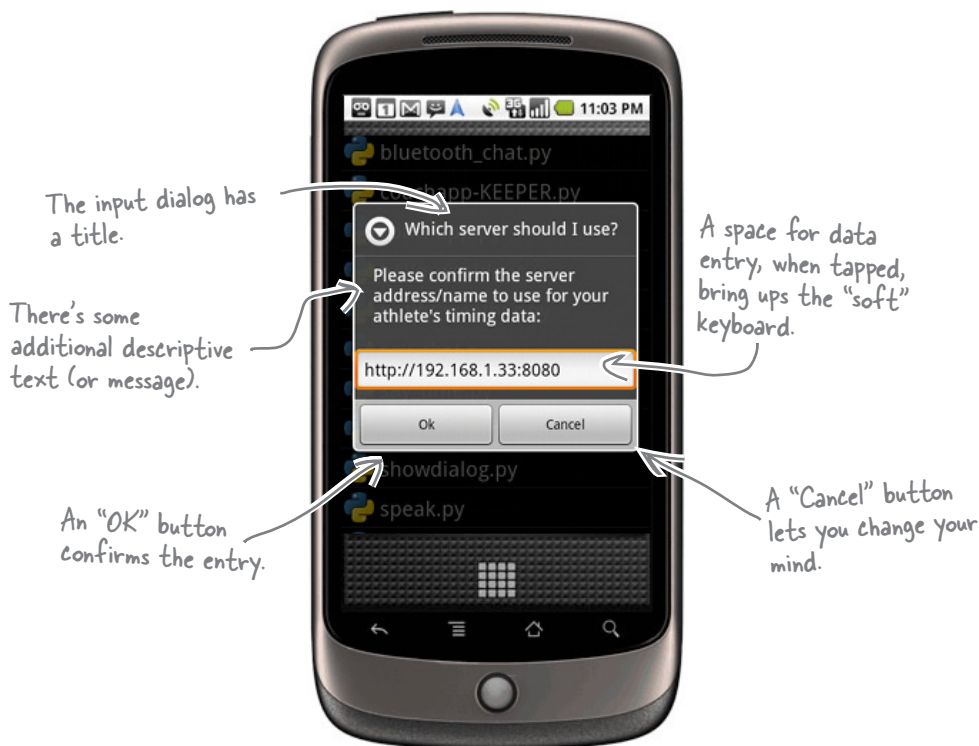 11:03 PM
bluetooth_chat.py
couchapp-KEEPER.py
The input dialog has
a title.
Which server should I use?
Please confirm the server
address/name to use for your
athlete's timing data:
A space for data
entry, when tapped,
bring ups the “soft”
keyboard.
There’s some
additional descriptive
text (or message).
http://192.168.1.33:8080
Ok
Cancel
showdialog.py
speak.py
An “OK” button
confirms the entry.
A “Cancel” button
lets you change your
mind.